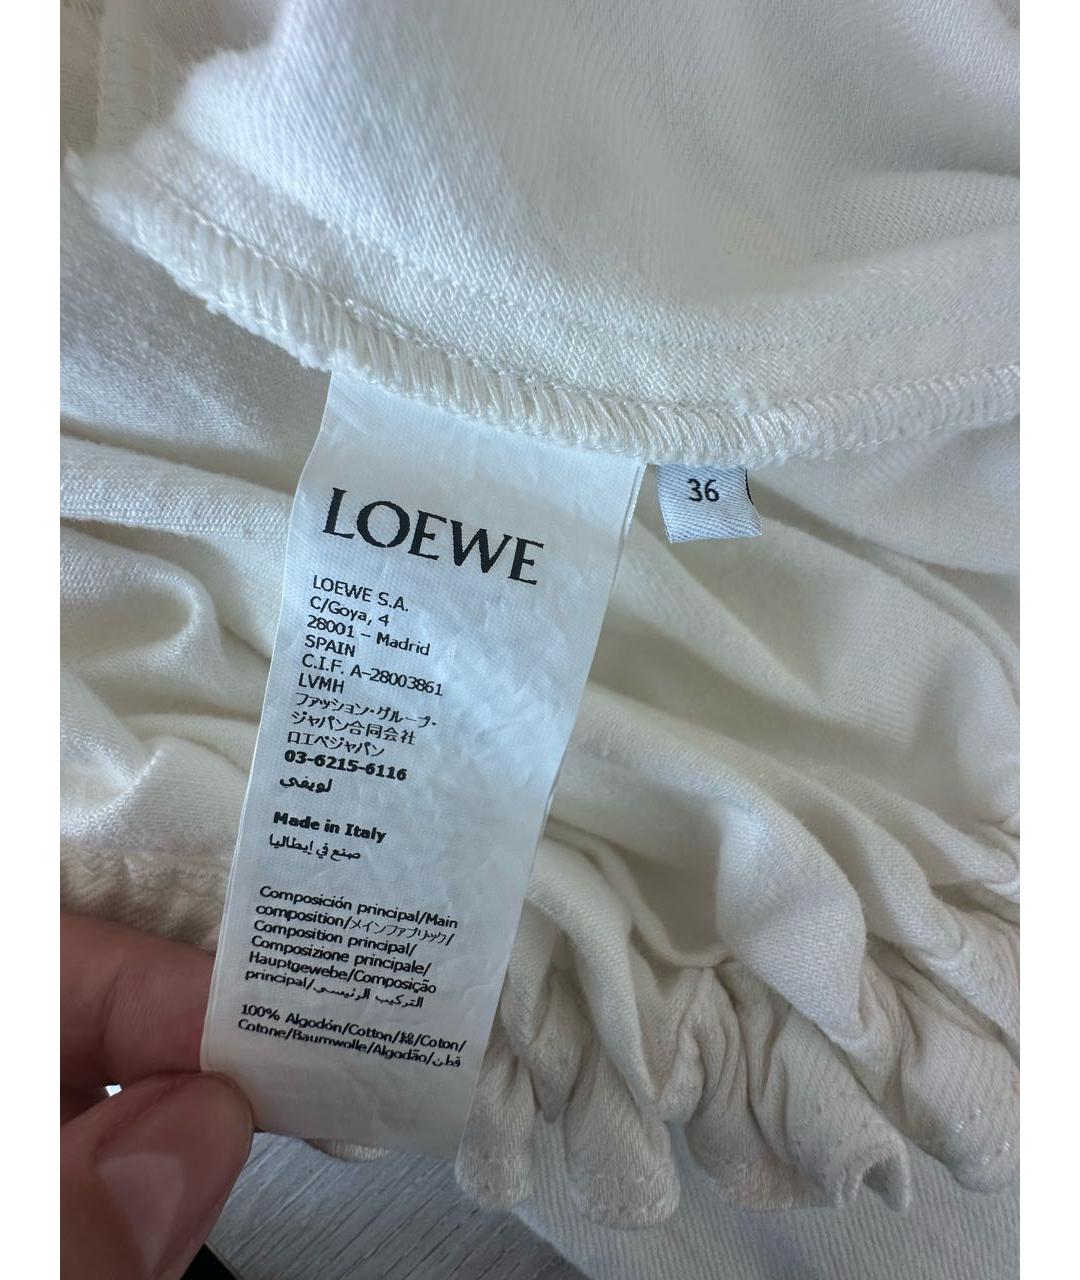 LOEWE
36
LOEWE S.A.
C/Goya, 4
28001 – Madrid
SPAIN
C.I.F. A-28003861
LVMH
ファッション・グループ・
ジャパン合同会社
ロエベジャパン
03-6215-6116
لويفي
Made in Italy
صنع في إيطاليا
Composición principal/Main
composition/メインファブリック/
Composition principal/
Composizione principale/
Hauptgewebe/Composição
principal/التركيب الرئيسي
100% Algodón/Cotton/綿/Coton/
Cotone/Baumwolle/Algodão/قطن